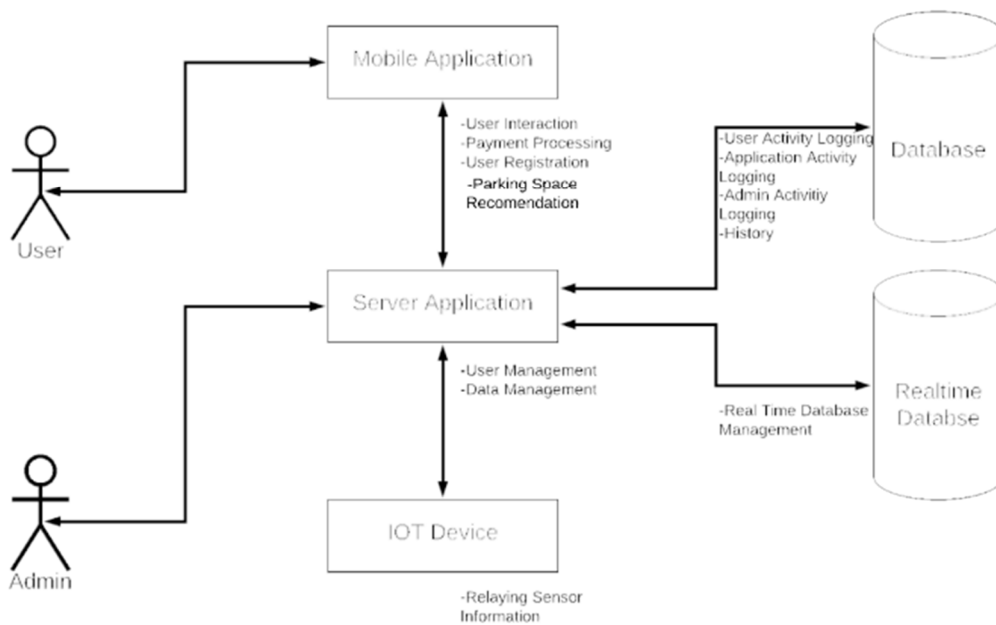 Mobile Application
-User Interaction
-Payment Processing
-User Registration
-Parking Space
Recomendation
User
-User Activity Logging
-Application Activity
Logging
-Admin Activitiy
Logging
-History
Database
Server Application
-User Management
-Data Management
-Real Time Database
Management
Realtime
Databse
Admin
IOT Device
-Relaying Sensor
Information